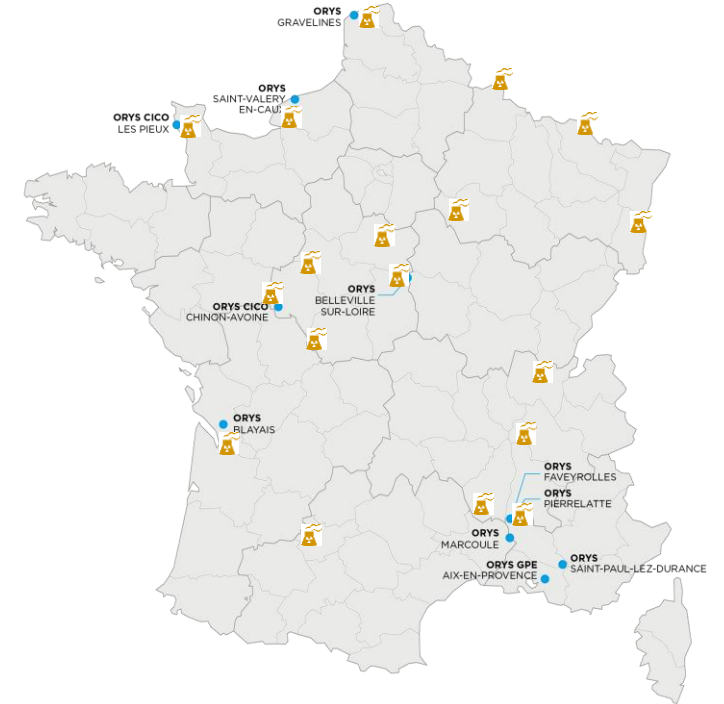 ORYS
GRAVELINES
ORYS
SAINT-VALERY
EN-CAUX
ORYS CICO
LES PIEUX
ORYS
BELLEVILLE
SUR-LOIRE
ORYS CICO
CHINON-AVOINE
ORYS
BLAYAIS
ORYS
FAVEYROLLES
ORYS
PIERRELATTE
ORYS
MARCOULE
ORYS GPE
AIX-EN-PROVENCE
ORYS
SAINT-PAUL-LEZ-DURANCE